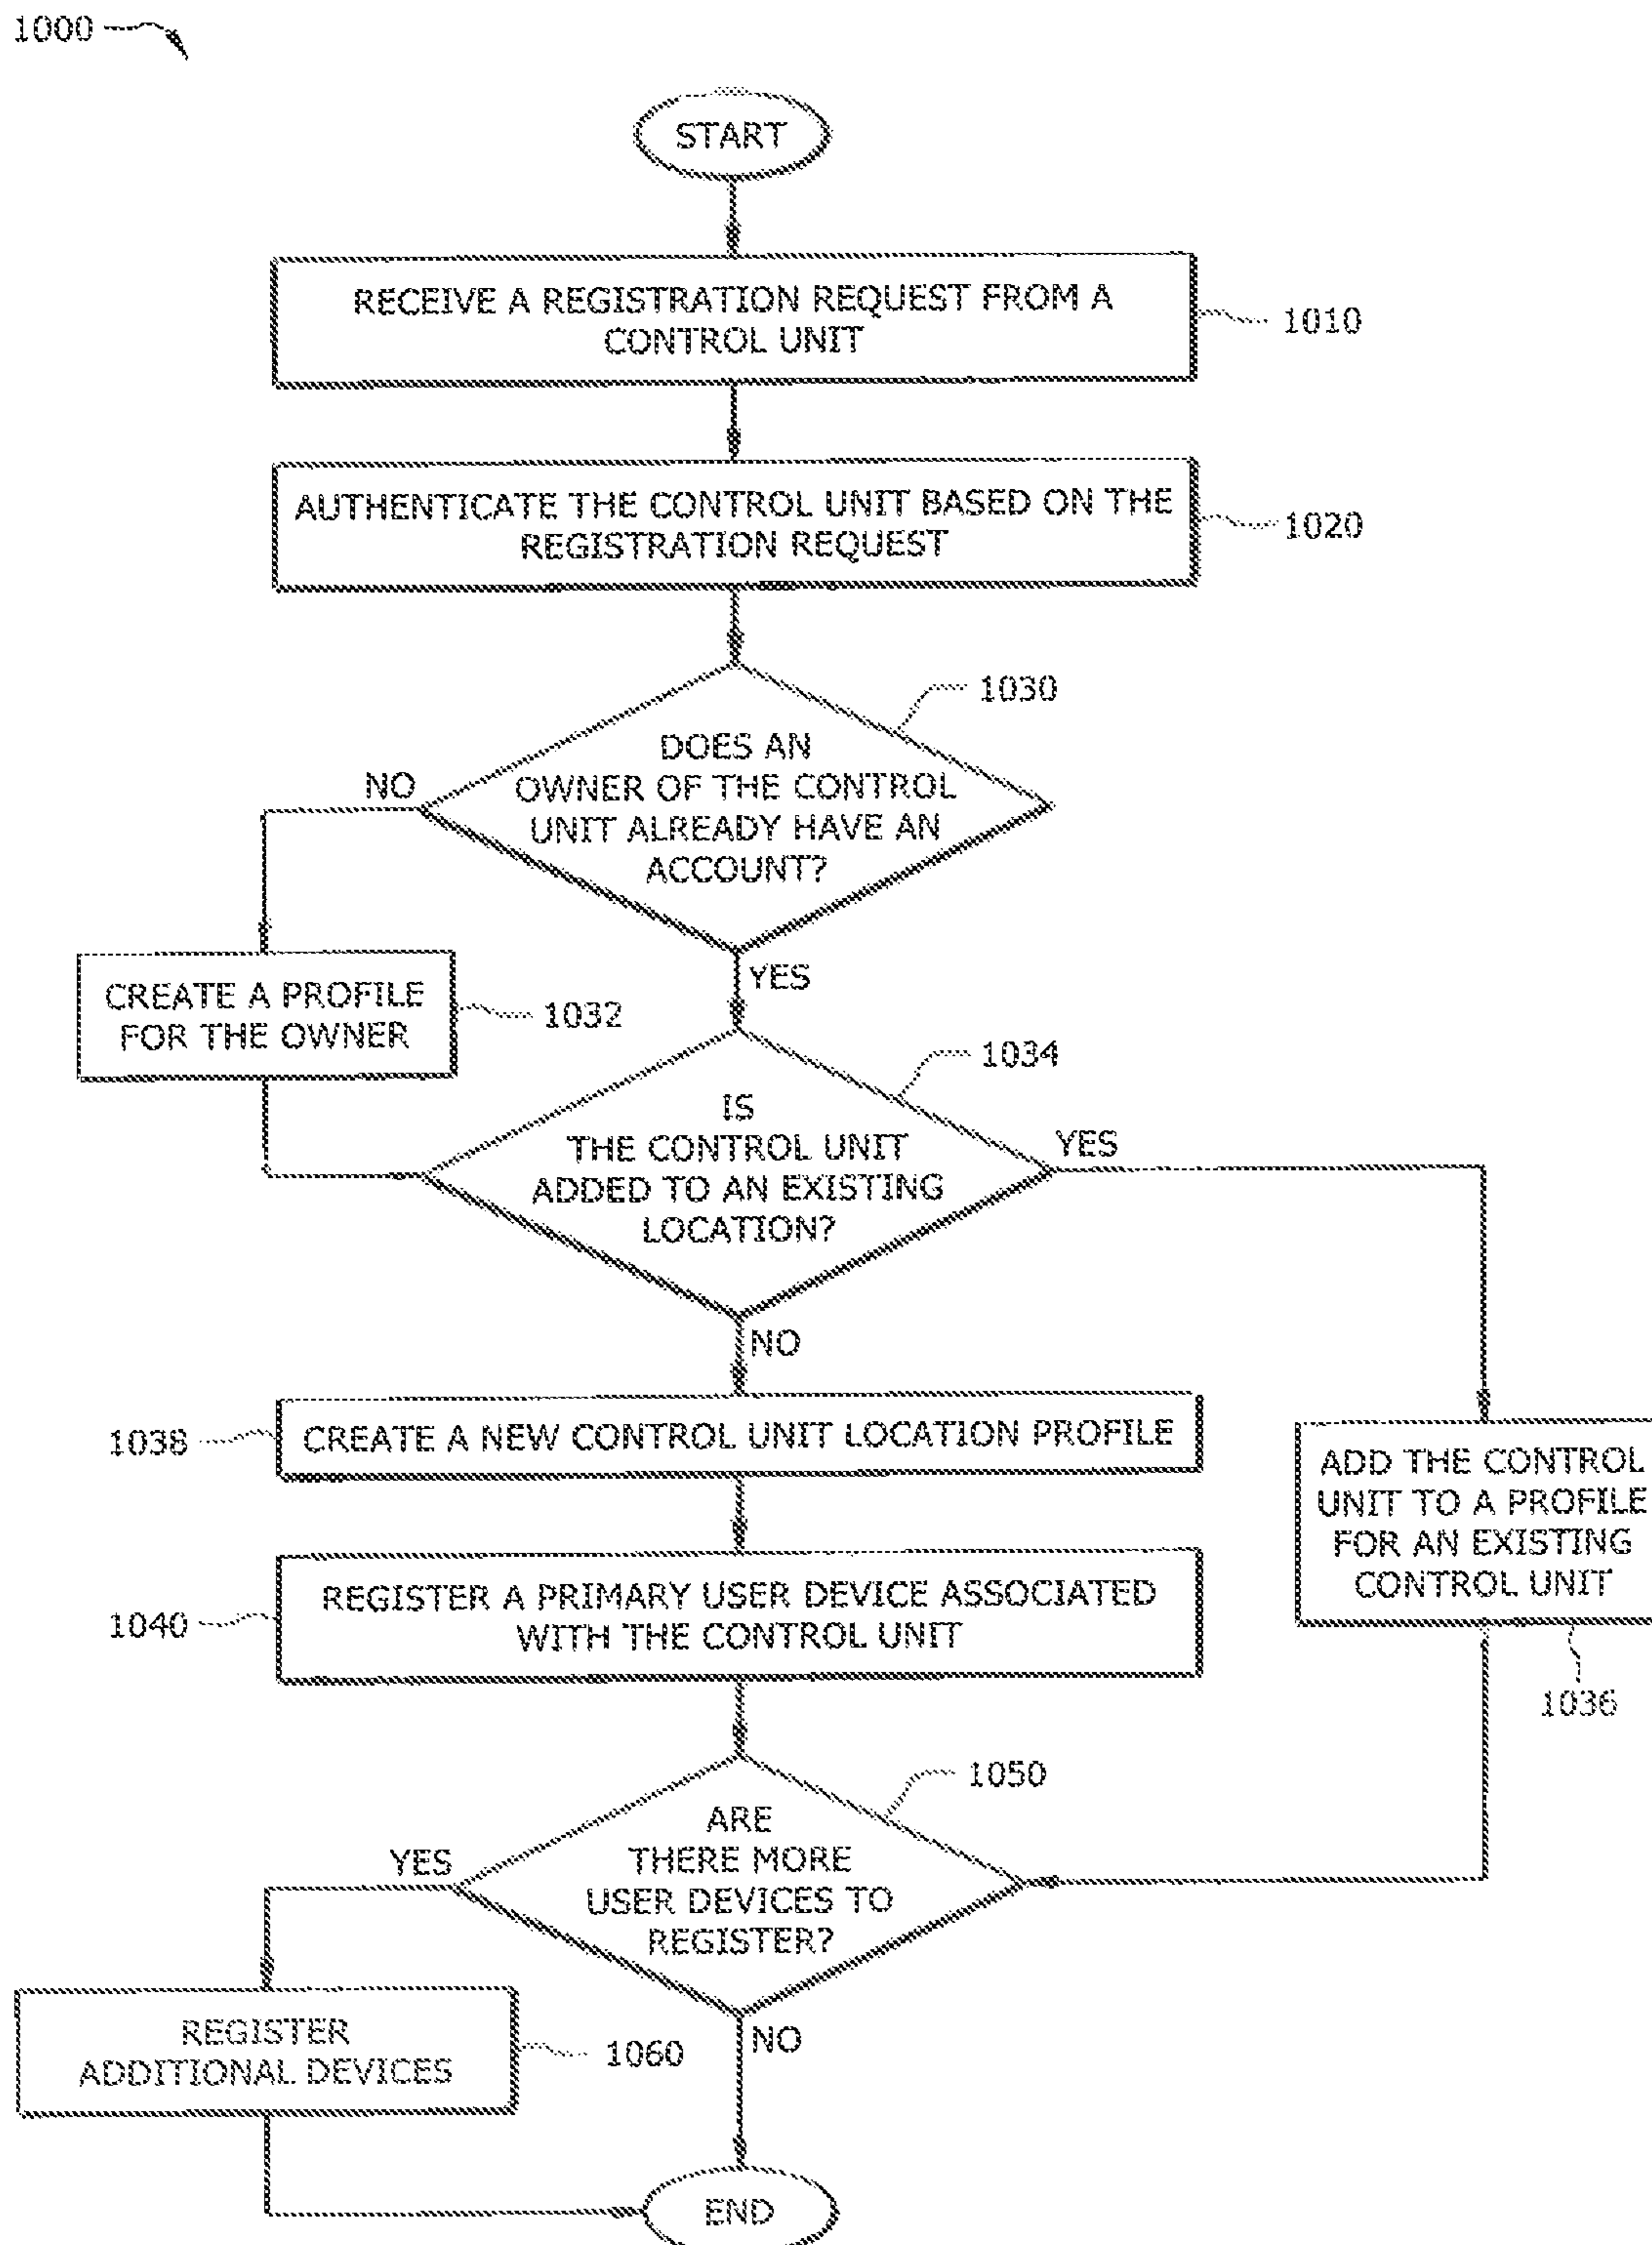 1000
START
RECEIVE A REGISTRATION REQUEST FROM A
CONTROL UNIT
1010
AUTHENTICATE THE CONTROL UNIT BASED ON THE
REGISTRATION REQUEST
1020
1030
DOES AN
OWNER OF THE CONTROL
UNIT ALREADY HAVE AN
ACCOUNT?
NO
YES
CREATE A PROFILE
FOR THE OWNER
1032
1034
IS
THE CONTROL UNIT
ADDED TO AN EXISTING
LOCATION?
YES
NO
1038
CREATE A NEW CONTROL UNIT LOCATION PROFILE
ADD THE CONTROL
UNIT TO A PROFILE
FOR AN EXISTING
CONTROL UNIT
1036
1040
REGISTER A PRIMARY USER DEVICE ASSOCIATED
WITH THE CONTROL UNIT
1050
ARE
THERE MORE
USER DEVICES TO
REGISTER?
YES
NO
REGISTER
ADDITIONAL DEVICES
1060
END